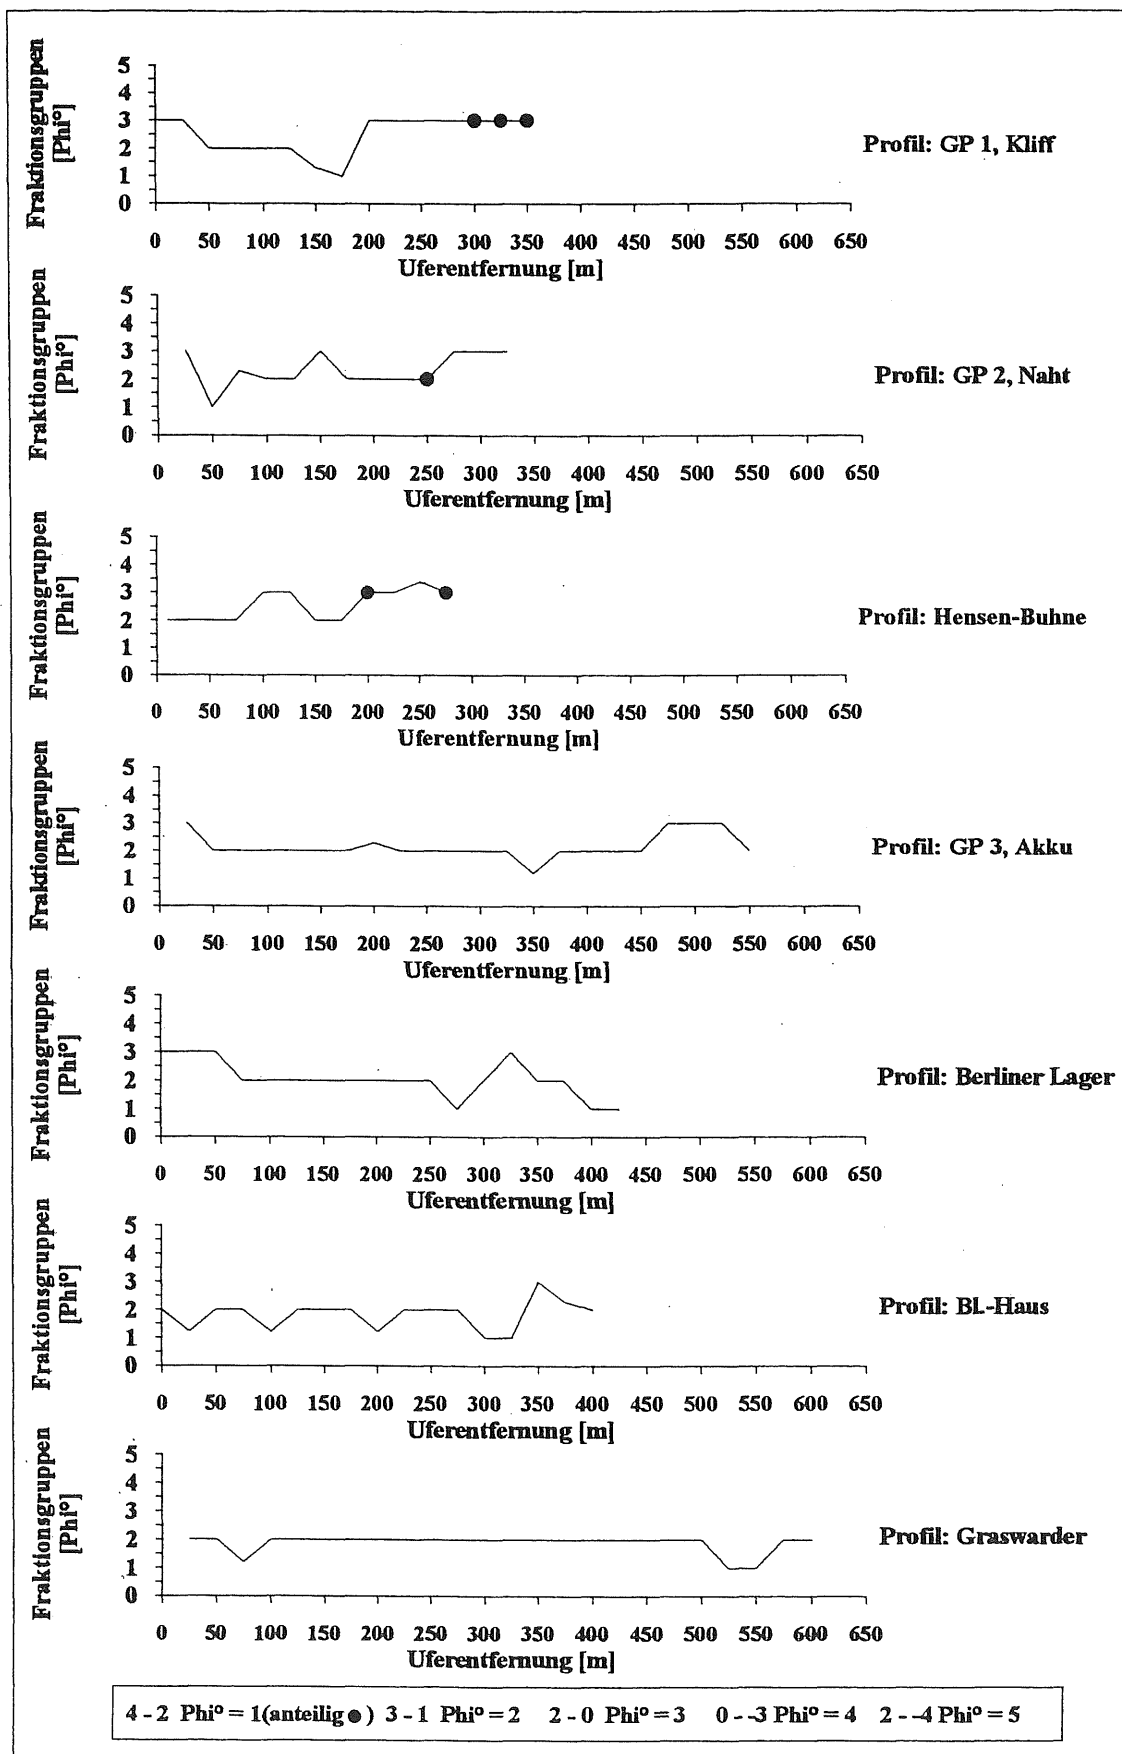 Fraktionsgruppen
[Phi°]
5
4
3
2
1
0
0 50 100 150 200 250 300 350 400 450 500 550 600 650
Uferentfernung [m]
Profil: GP 1, Kliff
Fraktionsgruppen
[Phi°]
5
4
3
2
1
0
0 50 100 150 200 250 300 350 400 450 500 550 600 650
Uferentfernung [m]
Profil: GP 2, Naht
Fraktionsgruppen
[Phi°]
5
4
3
2
1
0
0 50 100 150 200 250 300 350 400 450 500 550 600 650
Uferentfernung [m]
Profil: Hensen-Buhne
Fraktionsgruppen
[Phi°]
5
4
3
2
1
0
0 50 100 150 200 250 300 350 400 450 500 550 600 650
Uferentfernung [m]
Profil: GP 3, Akku
Fraktionsgruppen
[Phi°]
5
4
3
2
1
0
0 50 100 150 200 250 300 350 400 450 500 550 600 650
Uferentfernung [m]
Profil: Berliner Lager
Fraktionsgruppen
[Phi°]
5
4
3
2
1
0
0 50 100 150 200 250 300 350 400 450 500 550 600 650
Uferentfernung [m]
Profil: BL-Haus
Fraktionsgruppen
[Phi°]
5
4
3
2
1
0
0 50 100 150 200 250 300 350 400 450 500 550 600 650
Uferentfernung [m]
Profil: Graswarder
4 - 2 Phi° = 1(anteilig ●) 3 - 1 Phi° = 2 2 - 0 Phi° = 3 0 - -3 Phi° = 4 2 - -4 Phi° = 5